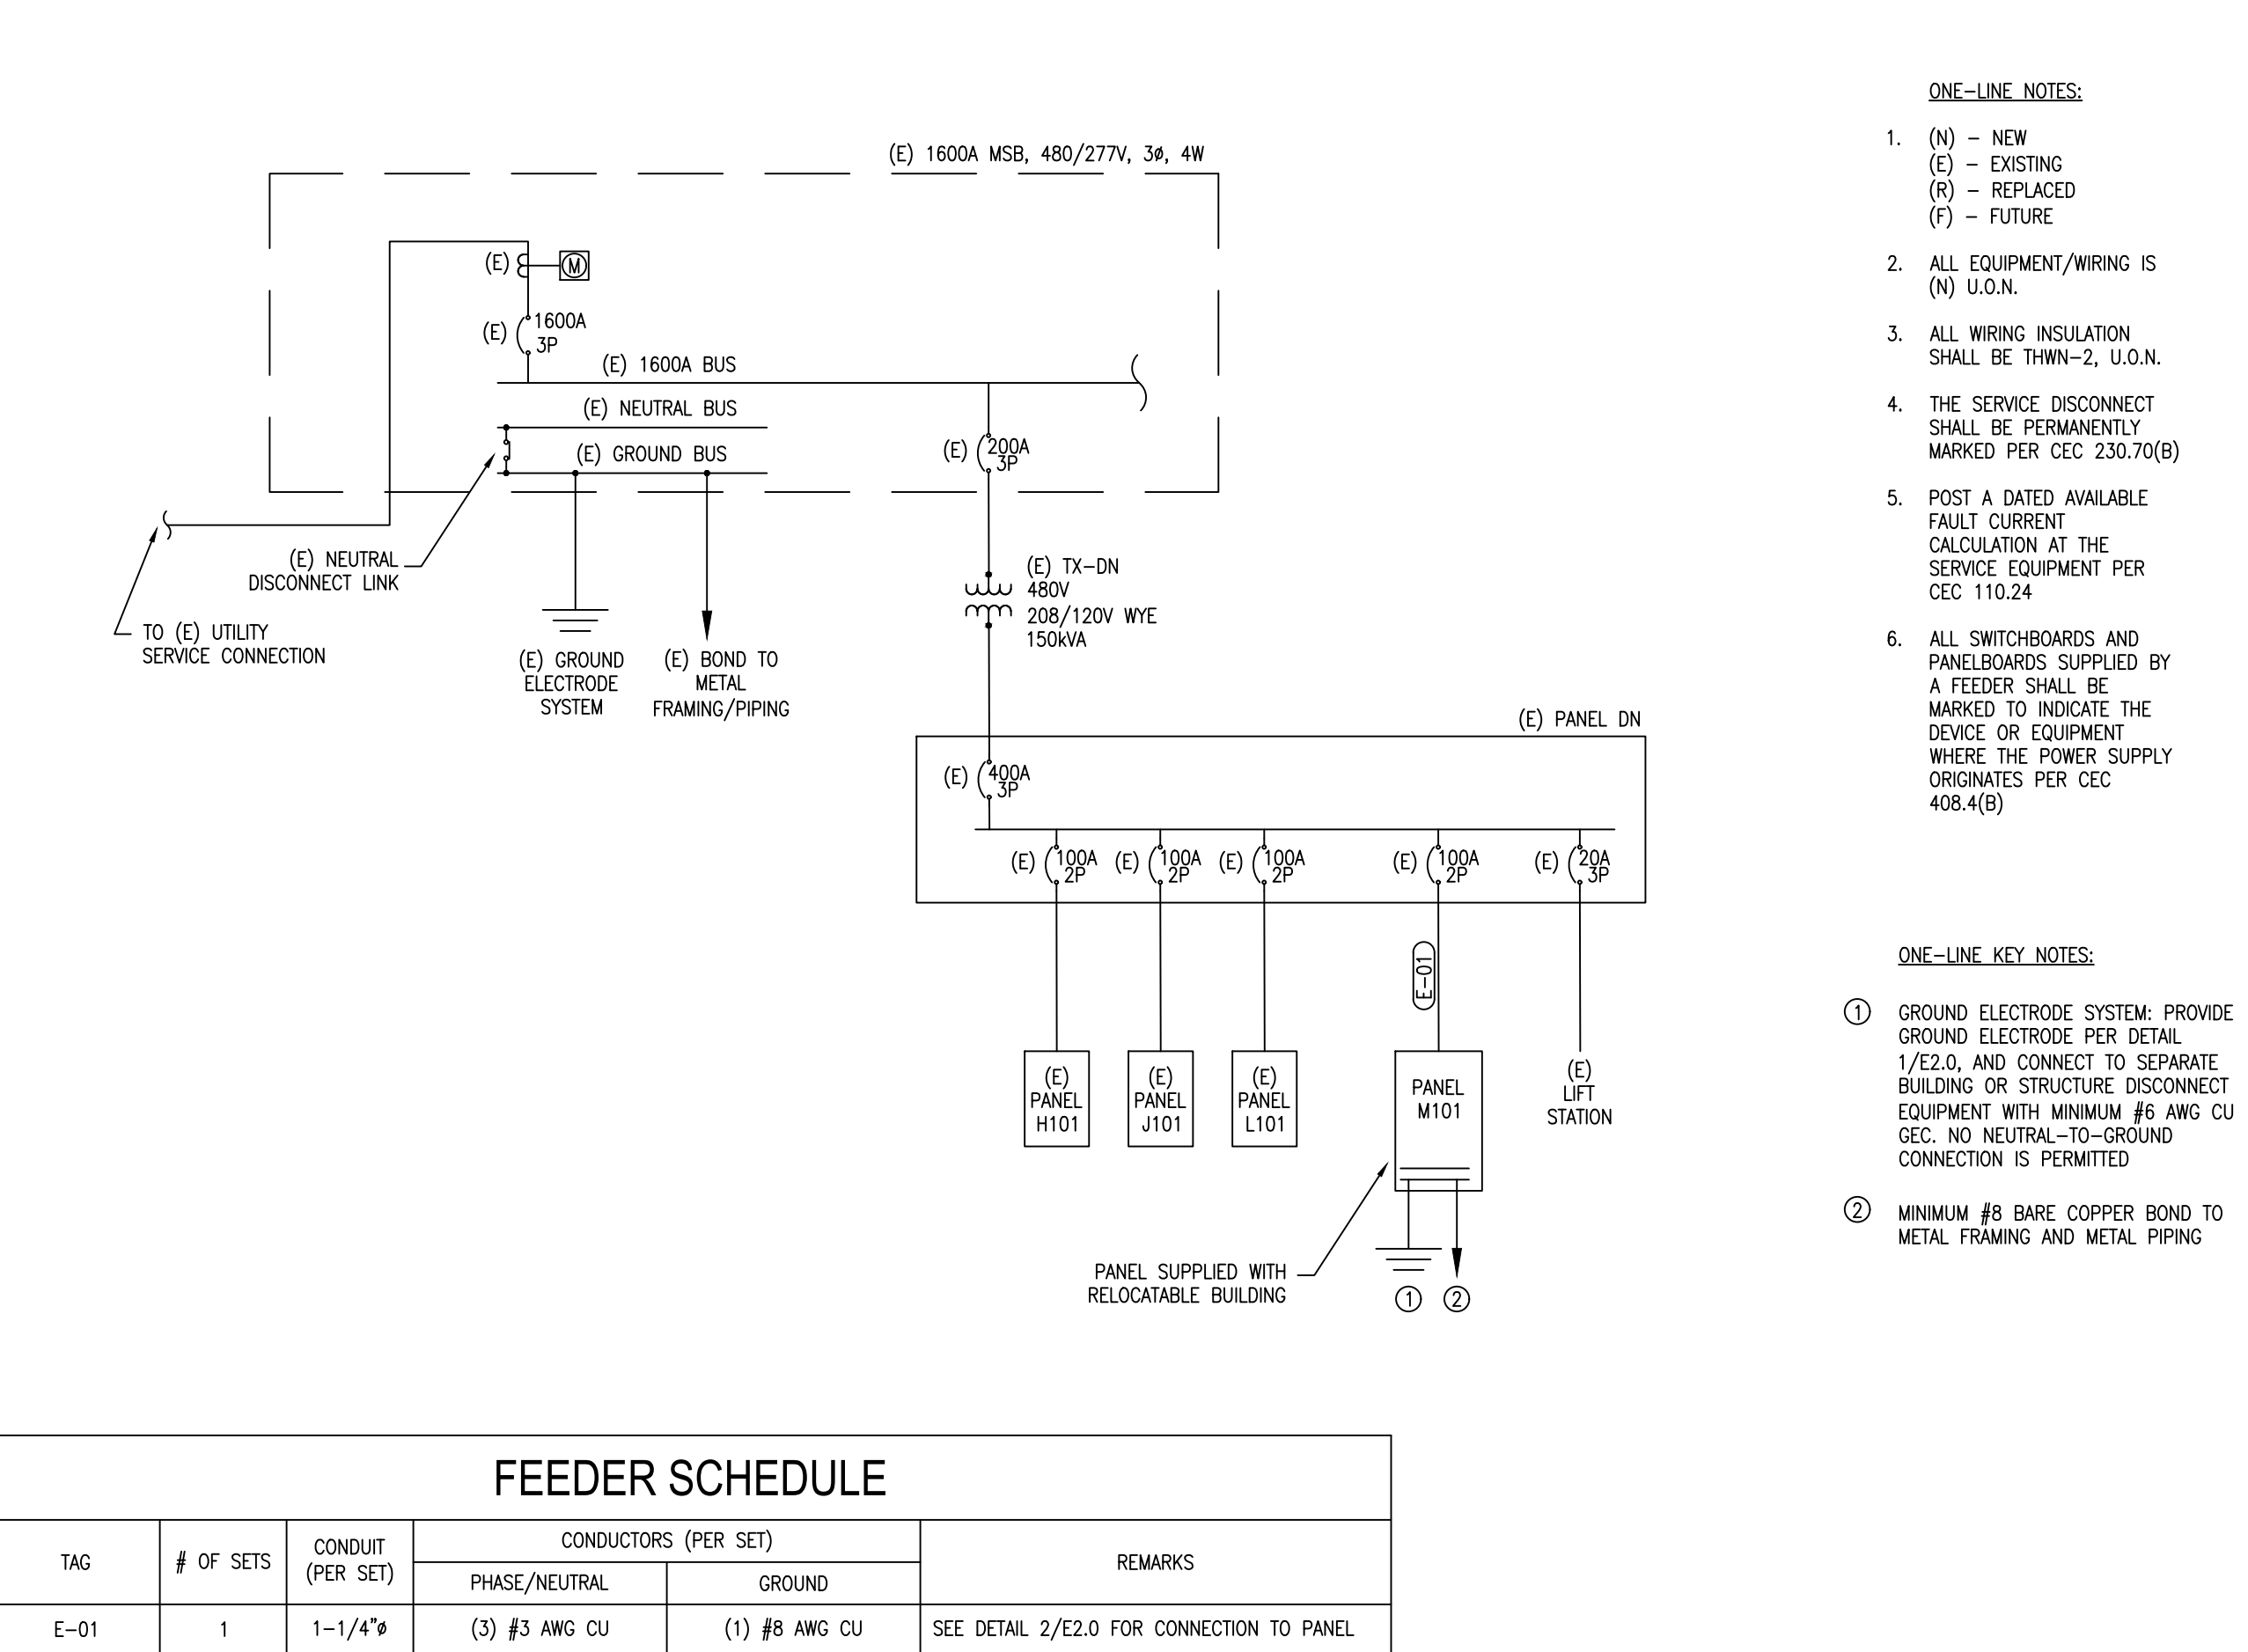 (E) 1600A MSB, 480/277V, 3ø, 4W
(E)
M
(E)
1600A
3P
(E) 1600A BUS
(E) NEUTRAL BUS
(E) GROUND BUS
(E)
200A
3P
(E) NEUTRAL
DISCONNECT LINK
TO (E) UTILITY
SERVICE CONNECTION
(E) GROUND
ELECTRODE
SYSTEM
(E) BOND TO
METAL
FRAMING/PIPING
(E) TX-DN
480V
208/120V WYE
150kVA
(E) PANEL DN
(E)
400A
3P
(E)
100A
2P
(E)
100A
2P
(E)
100A
2P
(E)
100A
2P
(E)
20A
3P
E-01
(E)
PANEL
H101
(E)
PANEL
J101
(E)
PANEL
L101
PANEL
M101
(E)
LIFT
STATION
PANEL SUPPLIED WITH
RELOCATABLE BUILDING
1
2
ONE-LINE NOTES:
1. (N) - NEW
(E) - EXISTING
(R) - REPLACED
(F) - FUTURE
2. ALL EQUIPMENT/WIRING IS
(N) U.O.N.
3. ALL WIRING INSULATION
SHALL BE THWN-2, U.O.N.
4. THE SERVICE DISCONNECT
SHALL BE PERMANENTLY
MARKED PER CEC 230.70(B)
5. POST A DATED AVAILABLE
FAULT CURRENT
CALCULATION AT THE
SERVICE EQUIPMENT PER
CEC 110.24
6. ALL SWITCHBOARDS AND
PANELBOARDS SUPPLIED BY
A FEEDER SHALL BE
MARKED TO INDICATE THE
DEVICE OR EQUIPMENT
WHERE THE POWER SUPPLY
ORIGINATES PER CEC
408.4(B)
ONE-LINE KEY NOTES:
1 GROUND ELECTRODE SYSTEM: PROVIDE
GROUND ELECTRODE PER DETAIL
1/E2.0, AND CONNECT TO SEPARATE
BUILDING OR STRUCTURE DISCONNECT
EQUIPMENT WITH MINIMUM #6 AWG CU
GEC. NO NEUTRAL-TO-GROUND
CONNECTION IS PERMITTED
2 MINIMUM #8 BARE COPPER BOND TO
METAL FRAMING AND METAL PIPING
FEEDER SCHEDULE
TAG
# OF SETS
CONDUIT
(PER SET)
CONDUCTORS (PER SET)
PHASE/NEUTRAL
GROUND
REMARKS
E-01
1
1-1/4"ø
(3) #3 AWG CU
(1) #8 AWG CU
SEE DETAIL 2/E2.0 FOR CONNECTION TO PANEL